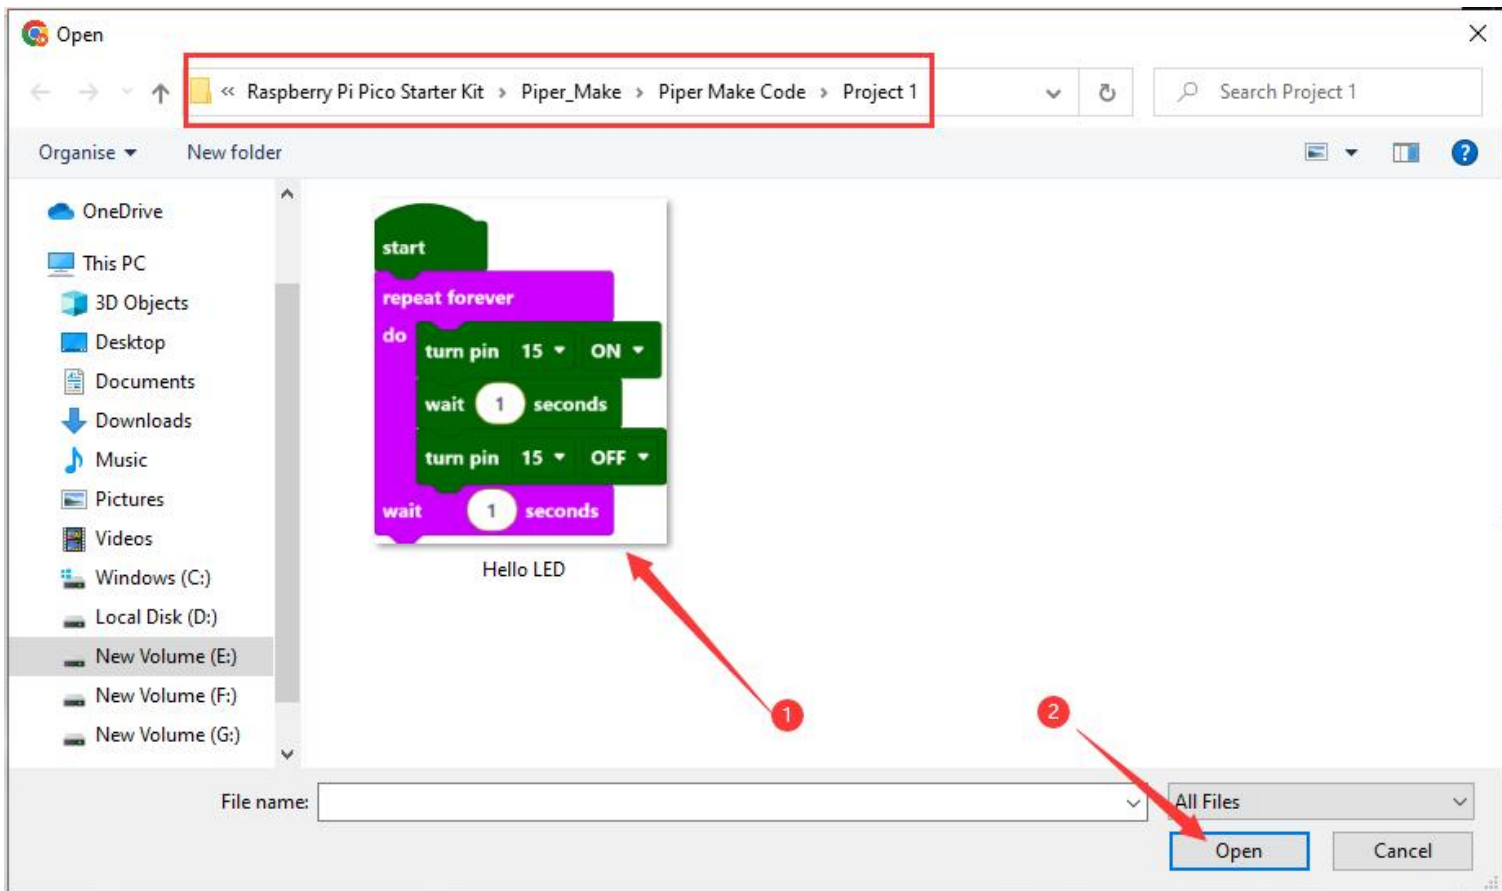 Open
« Raspberry Pi Pico Starter Kit > Piper_Make > Piper Make Code > Project 1
Search Project 1
Organise
New folder
OneDrive
This PC
3D Objects
Desktop
Documents
Downloads
Music
Pictures
Videos
Windows (C:)
Local Disk (D:)
New Volume (E:)
New Volume (F:)
New Volume (G:)
start
repeat forever
do
turn pin 15 ON
wait 1 seconds
turn pin 15 OFF
wait 1 seconds
Hello LED
1
2
File name:
All Files
Open
Cancel